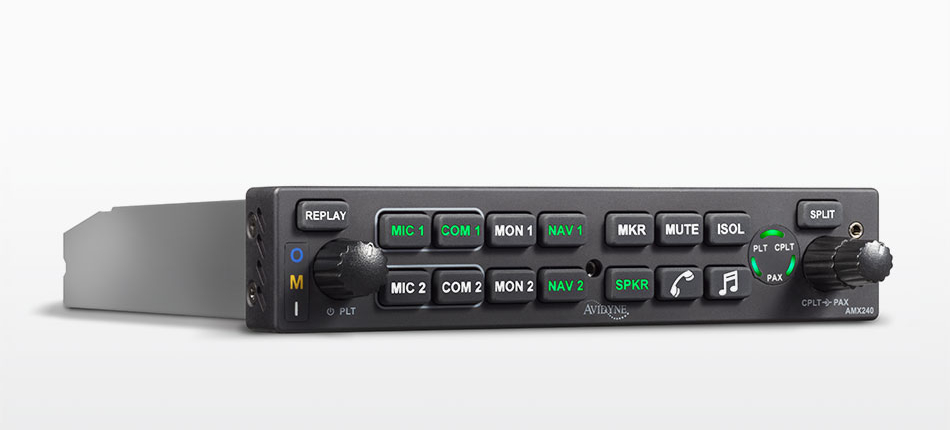 REPLAY
SPLIT
MIC 1 COM 1 MON 1 NAV 1 MKR MUTE ISOL
PLT CPLT
PAX
O
M
I
MIC 2 COM 2 MON 2 NAV 2 SPKR
PLT
AVIDYNE
CPLT PAX
AMX240